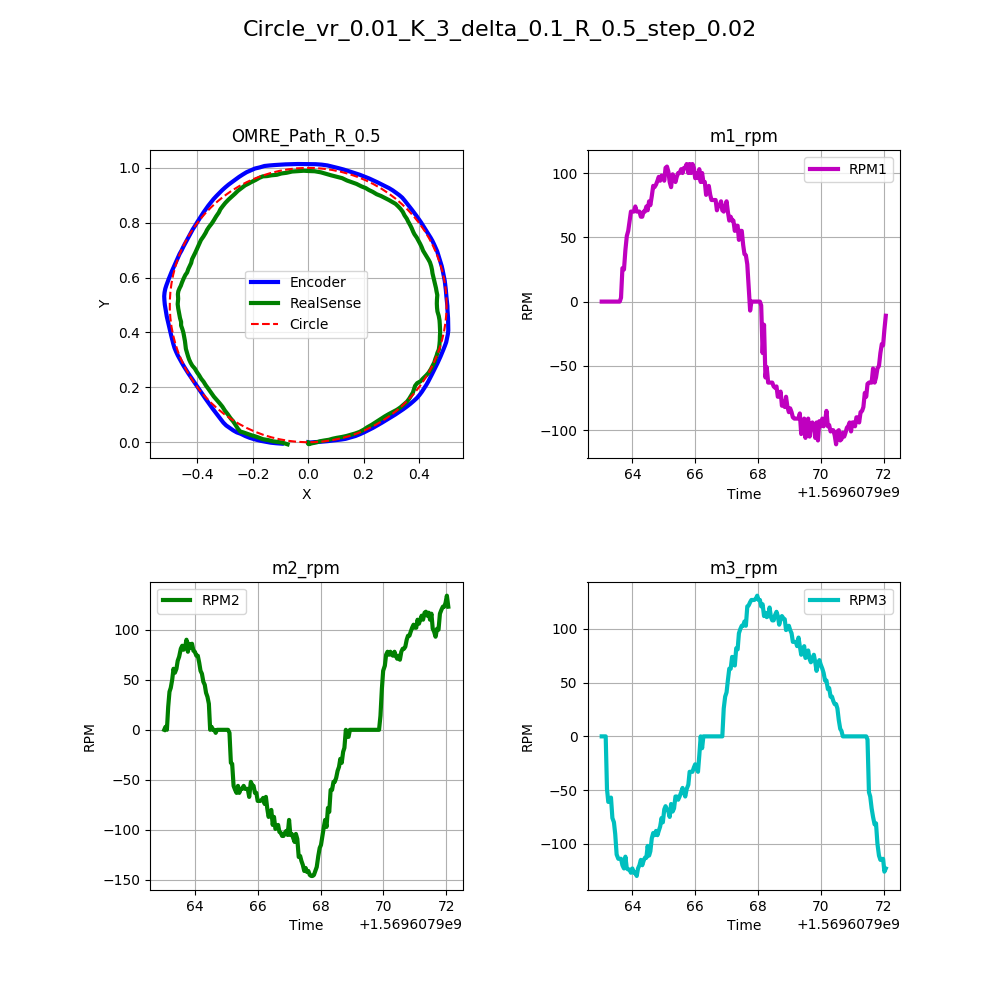 Circle_vr_0.01_K_3_delta_0.1_R_0.5_step_0.02
OMRE_Path_R_0.5
1.0
0.8
0.6
0.4
0.2
0.0
Y
Encoder
RealSense
Circle
−0.4 −0.2 0.0 0.2 0.4
X
m1_rpm
100
50
0
−50
−100
RPM
RPM1
64 66 68 70 72
Time +1.5696079e9
m2_rpm
100
50
0
−50
−100
−150
RPM
RPM2
64 66 68 70 72
Time +1.5696079e9
m3_rpm
100
50
0
−50
−100
RPM
RPM3
64 66 68 70 72
Time +1.5696079e9